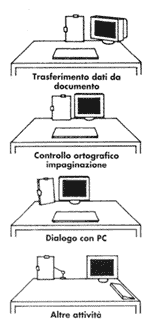 Trasferimento dati da
documento
Controllo ortografico
impaginazione
Dialogo con PC
Altre attività